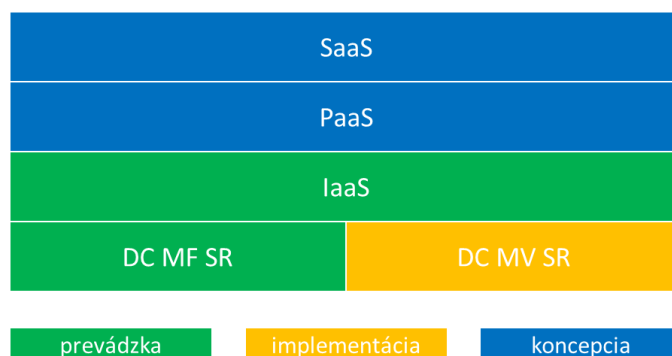 SaaS
PaaS
IaaS
DC MF SR
DC MV SR
prevádzka
implementácia
koncepcia